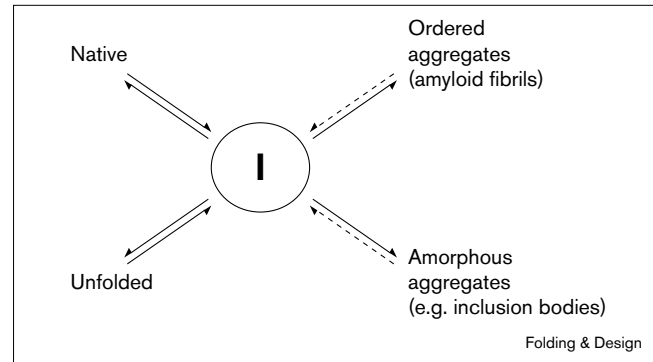 Native
Ordered
aggregates
(amyloid fibrils)
I
Unfolded
Amorphous
aggregates
(e.g. inclusion bodies)
Folding & Design